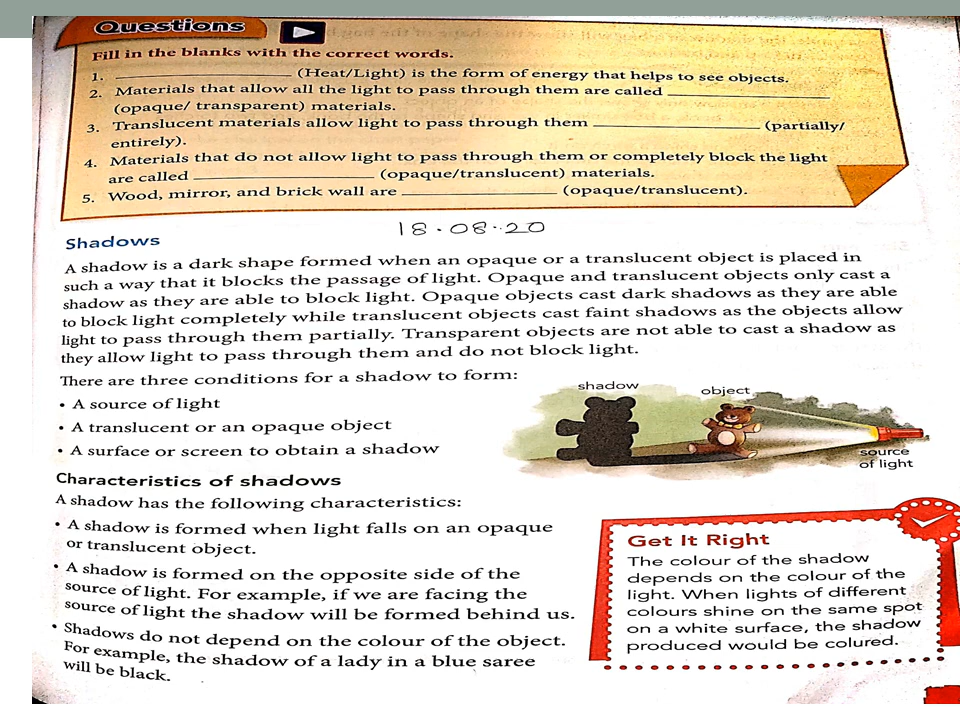 Questions
Fill in the blanks with the correct words.
1. ____________ (Heat/Light) is the form of energy that helps to see objects.
2. Materials that allow all the light to pass through them are called ____________
(opaque/ transparent) materials.
3. Translucent materials allow light to pass through them ____________ (partially/
entirely).
4. Materials that do not allow light to pass through them or completely block the light
are called ____________ (opaque/translucent) materials.
5. Wood, mirror, and brick wall are ____________ (opaque/translucent).
18.08.20
Shadows
A shadow is a dark shape formed when an opaque or a translucent object is placed in
such a way that it blocks the passage of light. Opaque and translucent objects only cast a
shadow as they are able to block light. Opaque objects cast dark shadows as they are able
to block light completely while translucent objects cast faint shadows as the objects allow
light to pass through them partially. Transparent objects are not able to cast a shadow as
they allow light to pass through them and do not block light.
There are three conditions for a shadow to form:
• A source of light
• A translucent or an opaque object
• A surface or screen to obtain a shadow
shadow
object
source
of light
Characteristics of shadows
A shadow has the following characteristics:
• A shadow is formed when light falls on an opaque
or translucent object.
• A shadow is formed on the opposite side of the
source of light. For example, if we are facing the
source of light the shadow will be formed behind us.
• Shadows do not depend on the colour of the object.
For example, the shadow of a lady in a blue saree
will be black.
Get It Right
The colour of the shadow
depends on the colour of the
light. When lights of different
colours shine on the same spot
on a white surface, the shadow
produced would be colured.